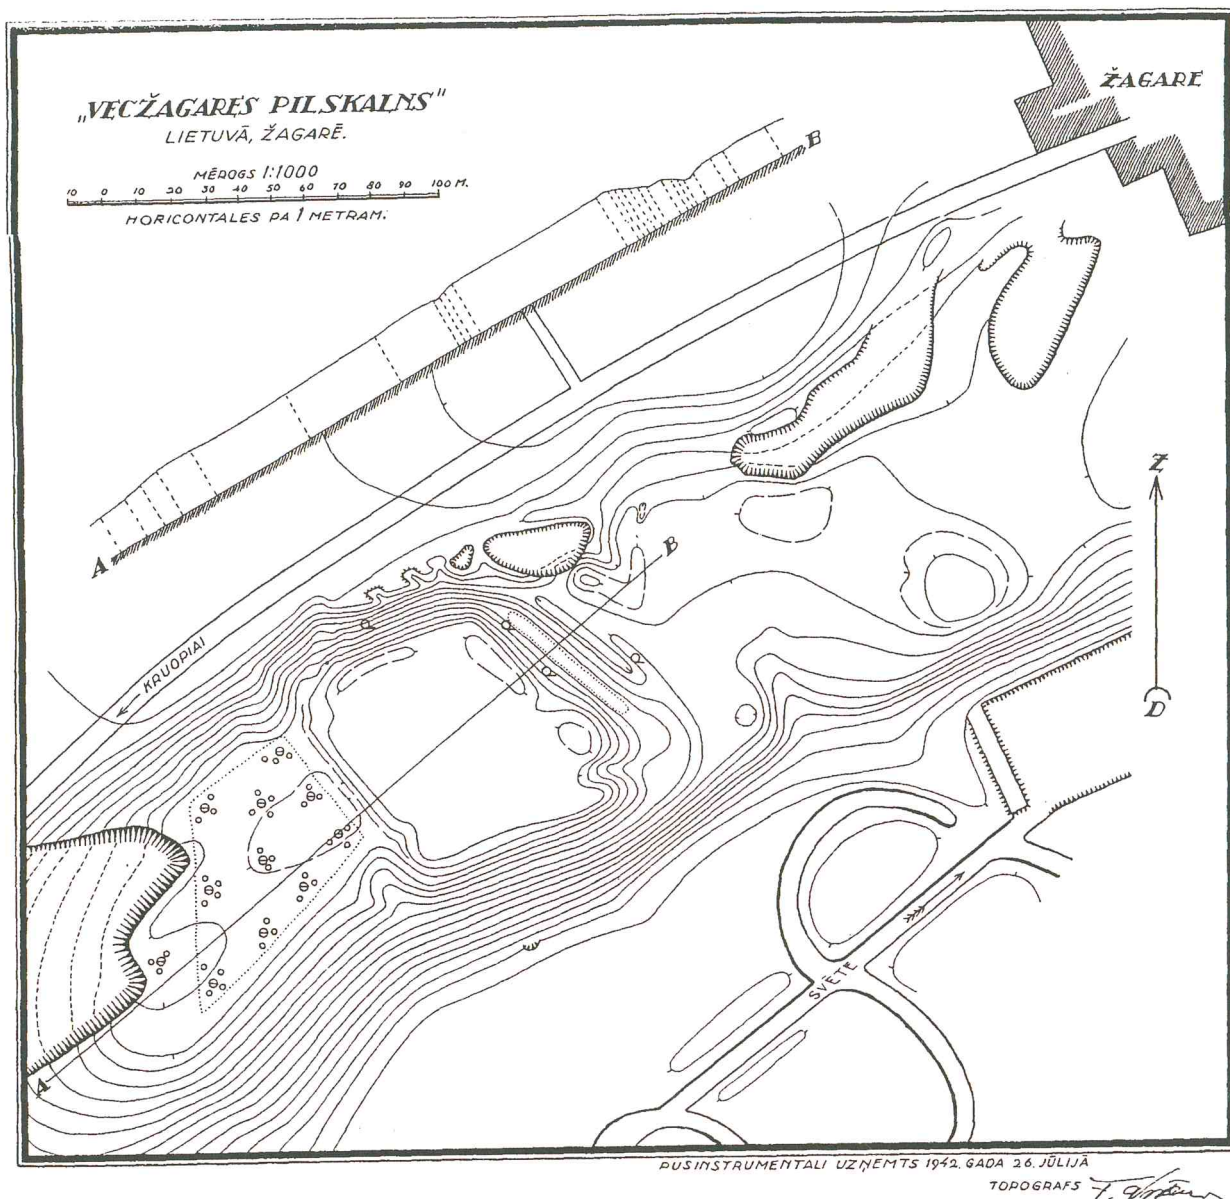 „VECŽAGARES PILSKALNS"
LIETUVĀ, ŽAGARĒ.
MĒROGS 1:1000
10 0 10 20 30 40 50 60 70 80 90 100 M.
HORICONTALES PA 1 METRAM.
ŽAGARE
B
A
Z
B
KRUOPIAI
D
SVĒTE
A
PUSINSTRUMENTALI UZŅEMTS 1942. GADA 26. JŪLIJĀ
TOPOGRAFS